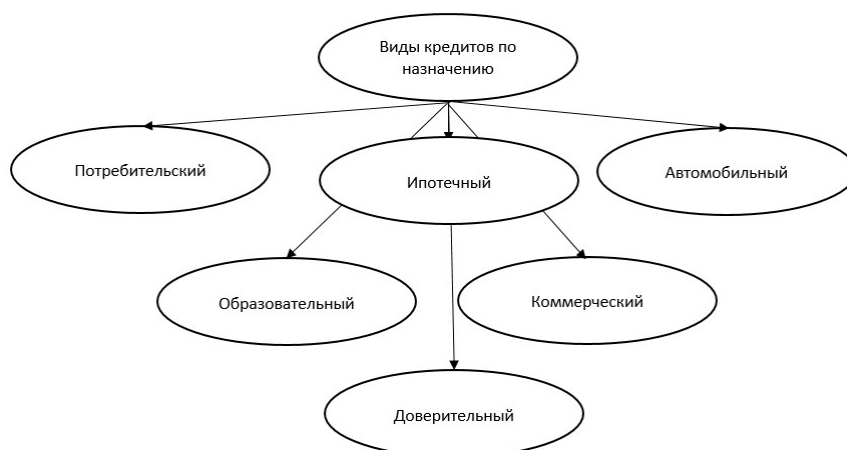 Виды кредитов по
назначению
Потребительский
Ипотечный
Автомобильный
Образовательный
Коммерческий
Доверительный